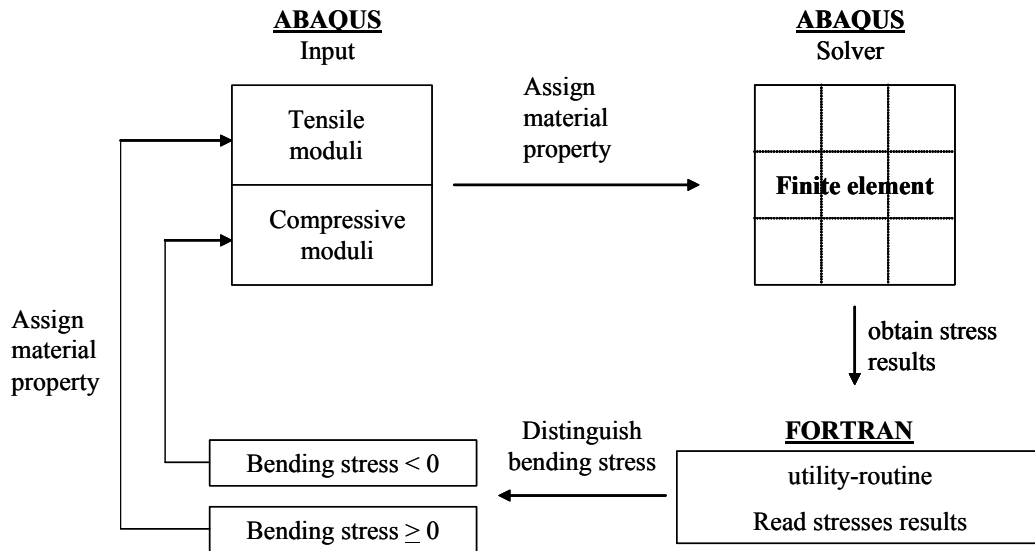 ABAQUS
Input
ABAQUS
Solver
Tensile
moduli
Compressive
moduli
Assign
material
property
Finite element
obtain stress
results
FORTRAN
utility-routine
Read stresses results
Distinguish
bending stress
Bending stress < 0
Bending stress ≥ 0
Assign
material
property